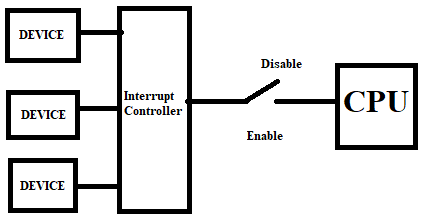 DEVICE
DEVICE
DEVICE
Interrupt
Controller
Disable
Enable
CPU